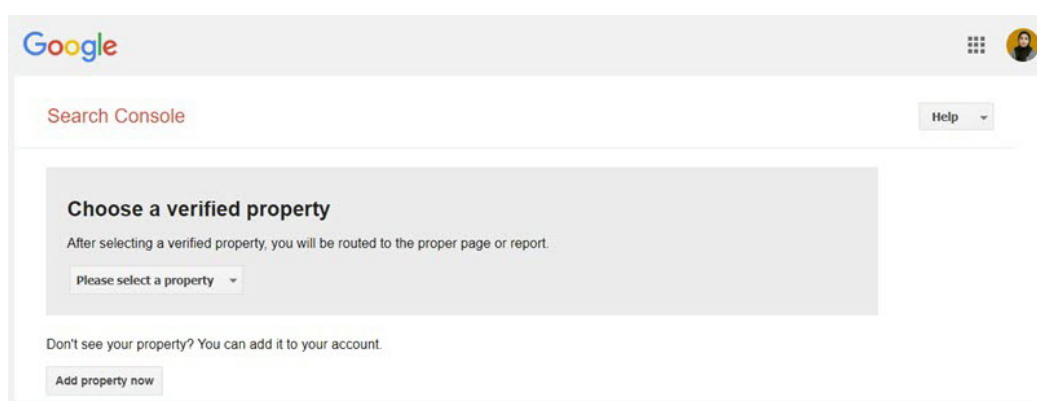 Google
Search Console
Help
Choose a verified property
After selecting a verified property, you will be routed to the proper page or report.
Please select a property
Don't see your property? You can add it to your account.
Add property now